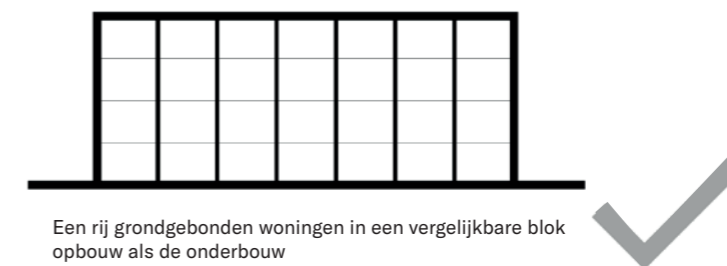 Een rij grondgebonden woningen in een vergelijkbare blok
opbouw als de onderbouw